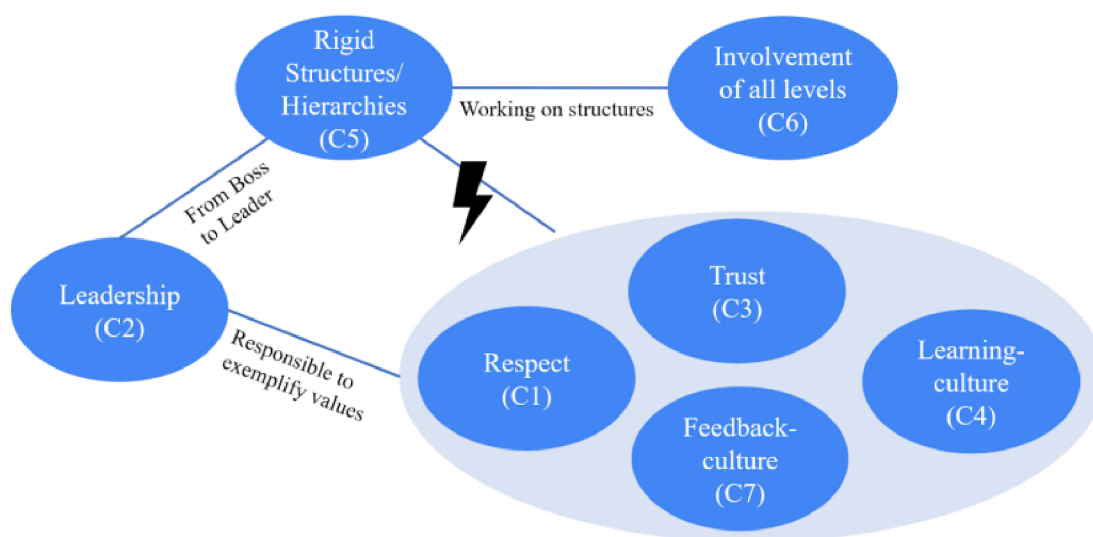 Rigid
Structures/
Hierarchies
(C5)
Involvement
of all levels
(C6)
Working on structures
From Boss
to Leader
Leadership
(C2)
Responsible to
exemplify values
Trust
(C3)
Respect
(C1)
Learning-
culture
(C4)
Feedback-
culture
(C7)